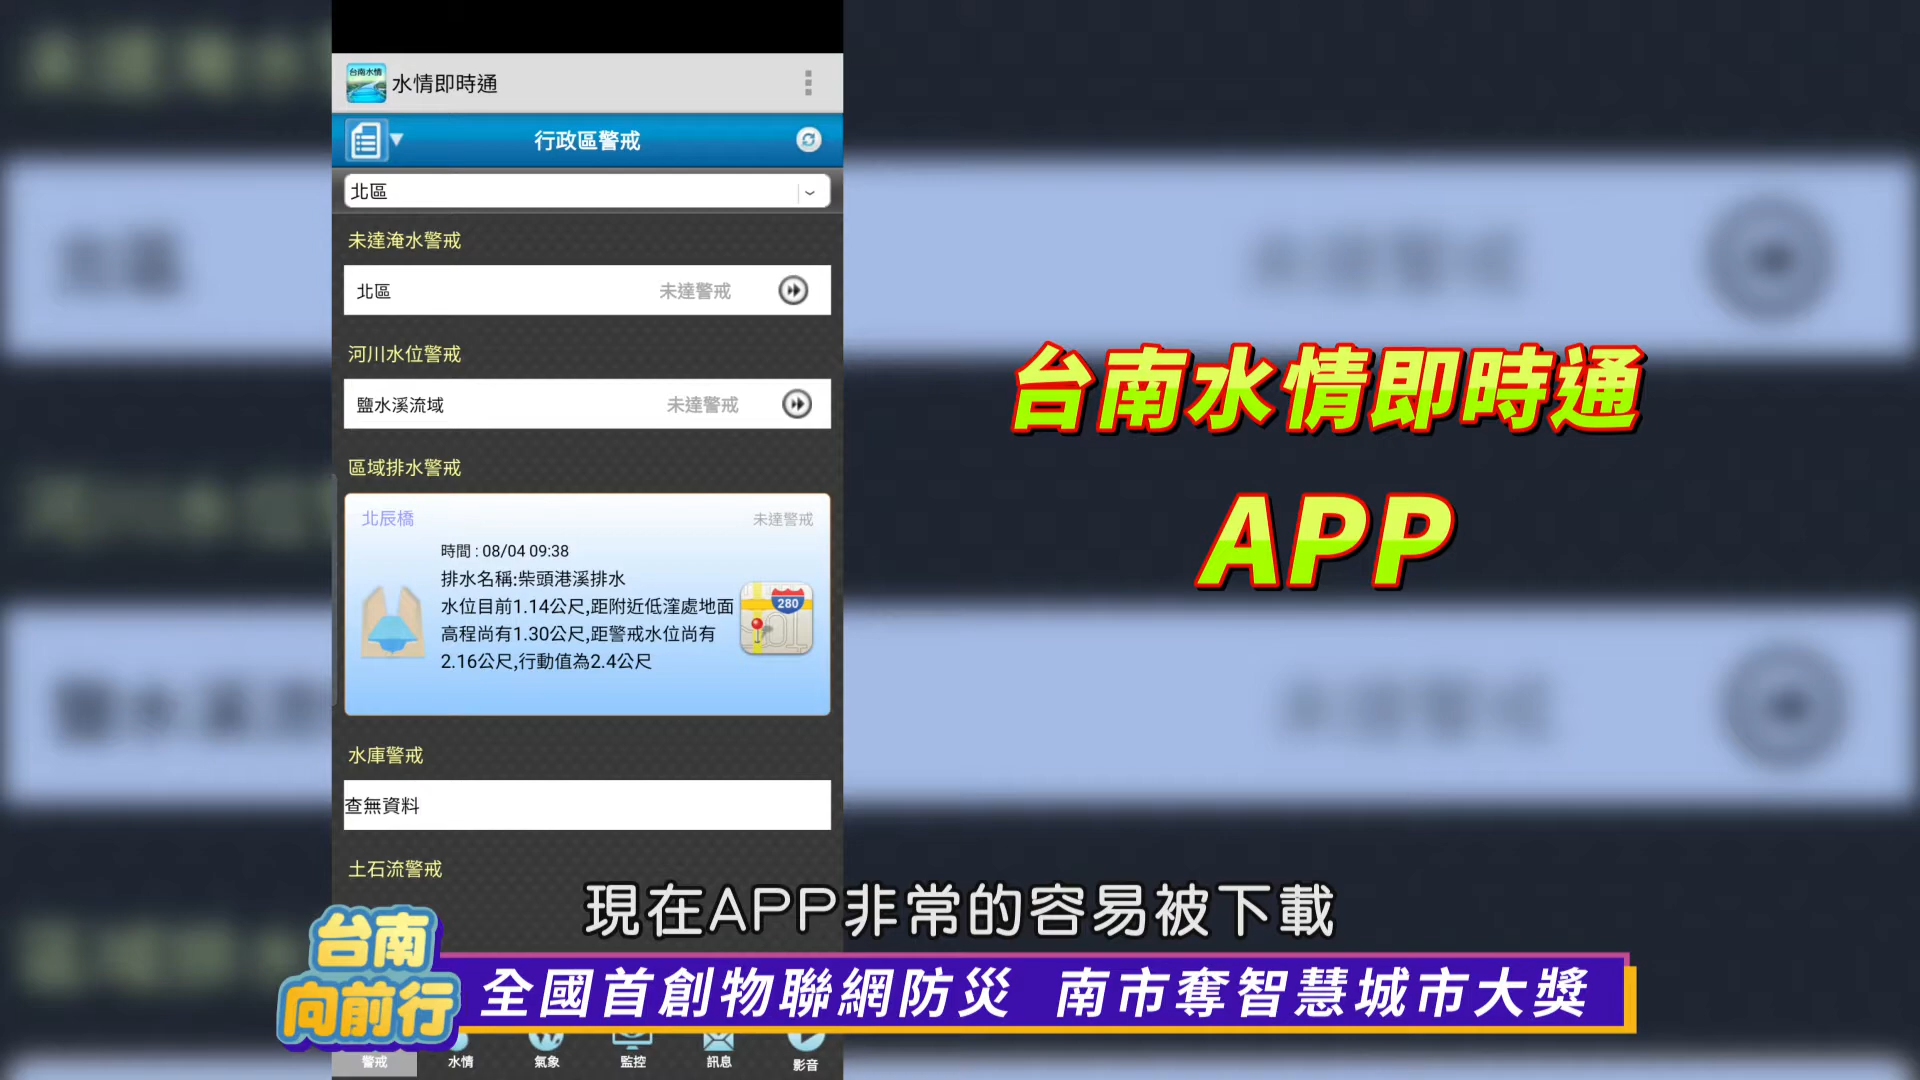 台南水情
水情即時通
行政區警戒
北區
未達淹水警戒
北區 未達警戒
河川水位警戒
鹽水溪流域 未達警戒
區域排水警戒
北辰橋 未達警戒
時間 : 08/04 09:38
排水名稱:柴頭港溪排水
水位目前1.14公尺,距附近低窪處地面
高程尚有1.30公尺,距警戒水位尚有
2.16公尺,行動值為2.4公尺
280
水庫警戒
查無資料
土石流警戒
台南水情即時通
APP
現在APP非常的容易被下載
台南
向前行
全國首創物聯網防災 南市奪智慧城市大獎
警戒 水情 氣象 監控 訊息 影音